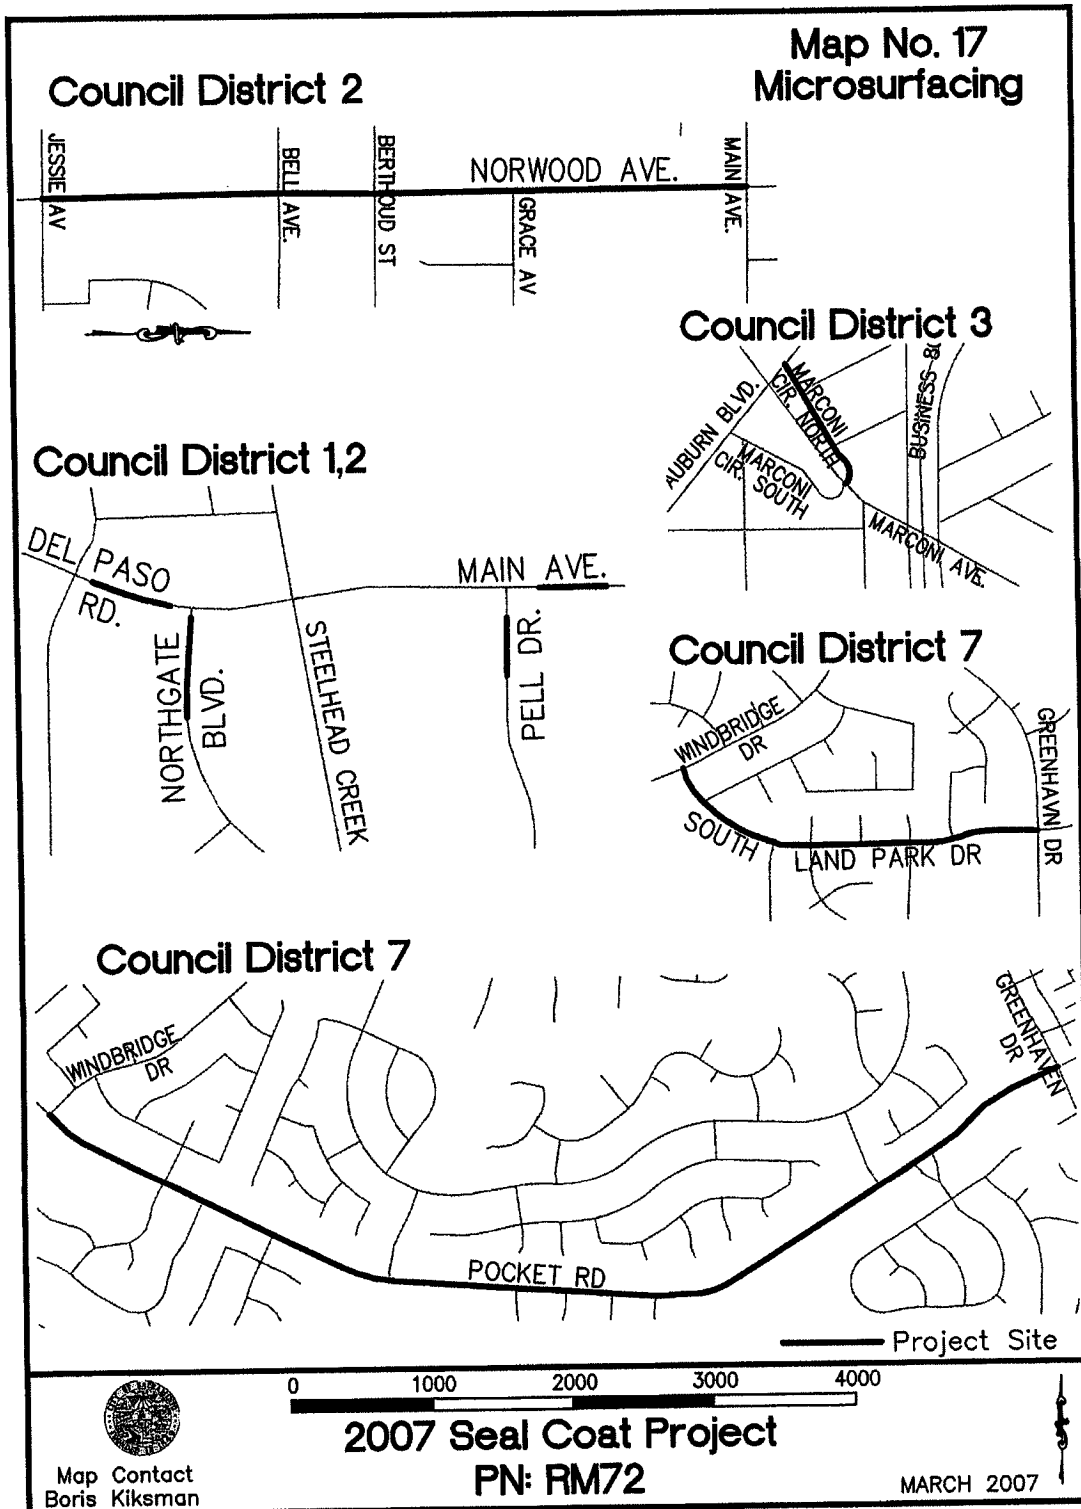 Map No. 17
Microsurfacing
Council District 2
JESSIE AV
BELL AVE.
BERTHOUD ST
NORWOOD AVE.
GRACE AV
MAIN AVE.
Council District 3
AUBURN BLVD.
MARCONI
CIR. NORTH
MARCONI
CIR. SOUTH
BUSINESS 80
MARCONI AVE.
Council District 1,2
DEL PASO
RD.
MAIN AVE.
NORTHGATE
BLVD.
STEELHEAD CREEK
PELL DR.
Council District 7
WINDBRIDGE
DR
GREENHAVN DR
SOUTH
LAND PARK DR
Council District 7
WINDBRIDGE
DR
GREENHAVEN
DR
POCKET RD
Project Site
0 1000 2000 3000 4000
2007 Seal Coat Project
PN: RM72
Map Contact
Boris Kiksman
MARCH 2007